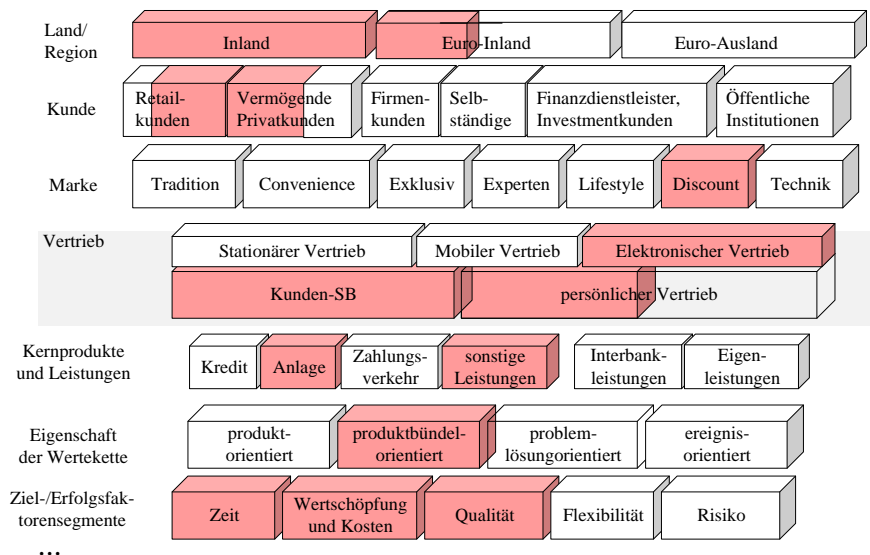 Land/
Region
Inland
Euro-Inland
Euro-Ausland
Kunde
Retail-
kunden
Vermögende
Privatkunden
Firmen-
kunden
Selb-
ständige
Finanzdienstleister,
Investmentkunden
Öffentliche
Institutionen
Marke
Tradition
Convenience
Exklusiv
Experten
Lifestyle
Discount
Technik
Vertrieb
Stationärer Vertrieb
Mobiler Vertrieb
Elektronischer Vertrieb
Kunden-SB
persönlicher Vertrieb
Kernprodukte
und Leistungen
Kredit
Anlage
Zahlungs-
verkehr
sonstige
Leistungen
Interbank-
leistungen
Eigen-
leistungen
Eigenschaft
der Wertekette
produkt-
orientiert
produktbündel-
orientiert
problem-
lösungorientiert
ereignis-
orientiert
Ziel-/Erfolgsfak-
torensegmente
Zeit
Wertschöpfung
und Kosten
Qualität
Flexibilität
Risiko
...